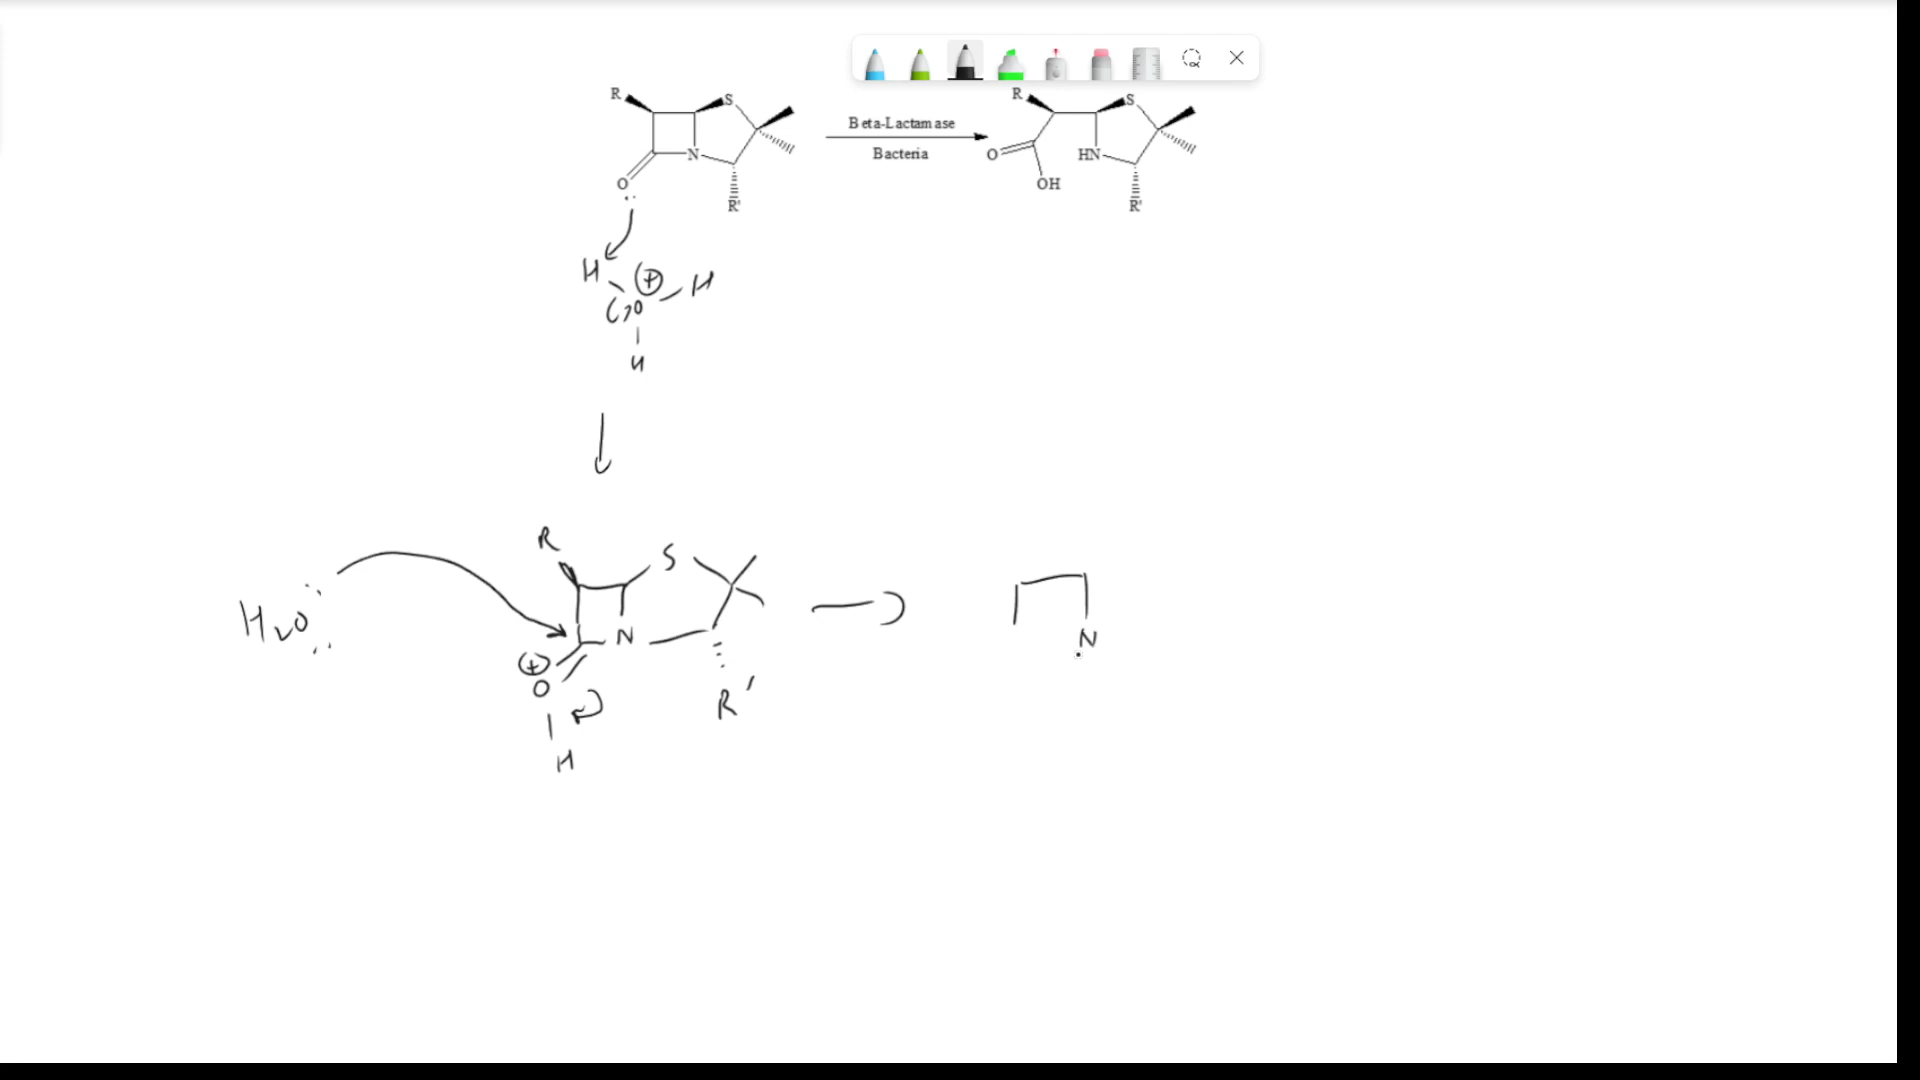 R S Beta-Lactamase R S
N Bacteria O HN
O OH
R' R'
H ⊕ H
O
H
R S
H2O N N
⊕
O R'
H